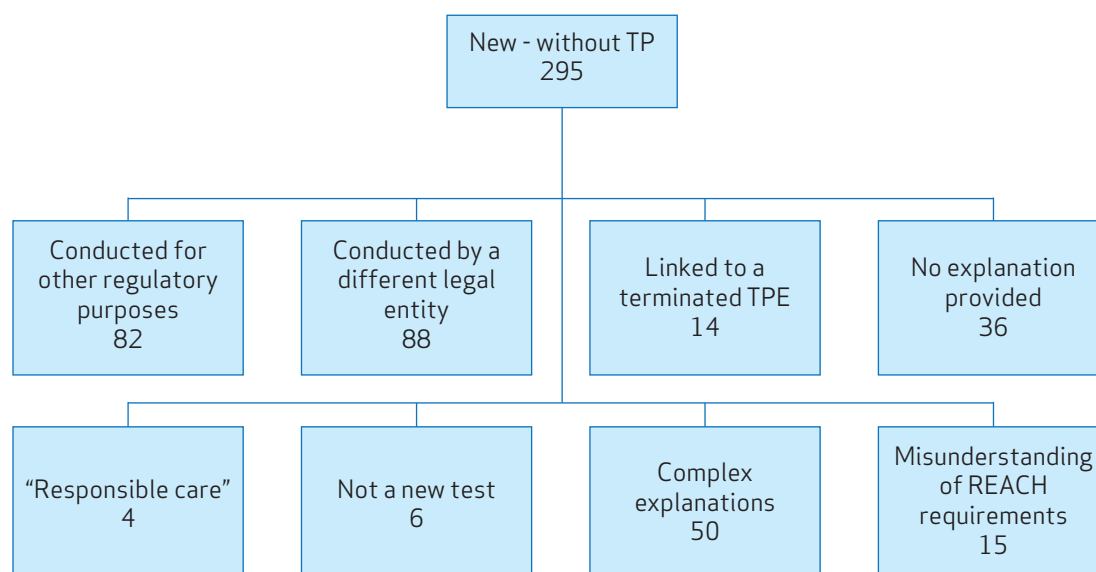 New - without TP
295
Conducted for
other regulatory
purposes
82
Conducted by a
different legal
entity
88
Linked to a
terminated TPE
14
No explanation
provided
36
“Responsible care”
4
Not a new test
6
Complex
explanations
50
Misunderstanding
of REACH
requirements
15